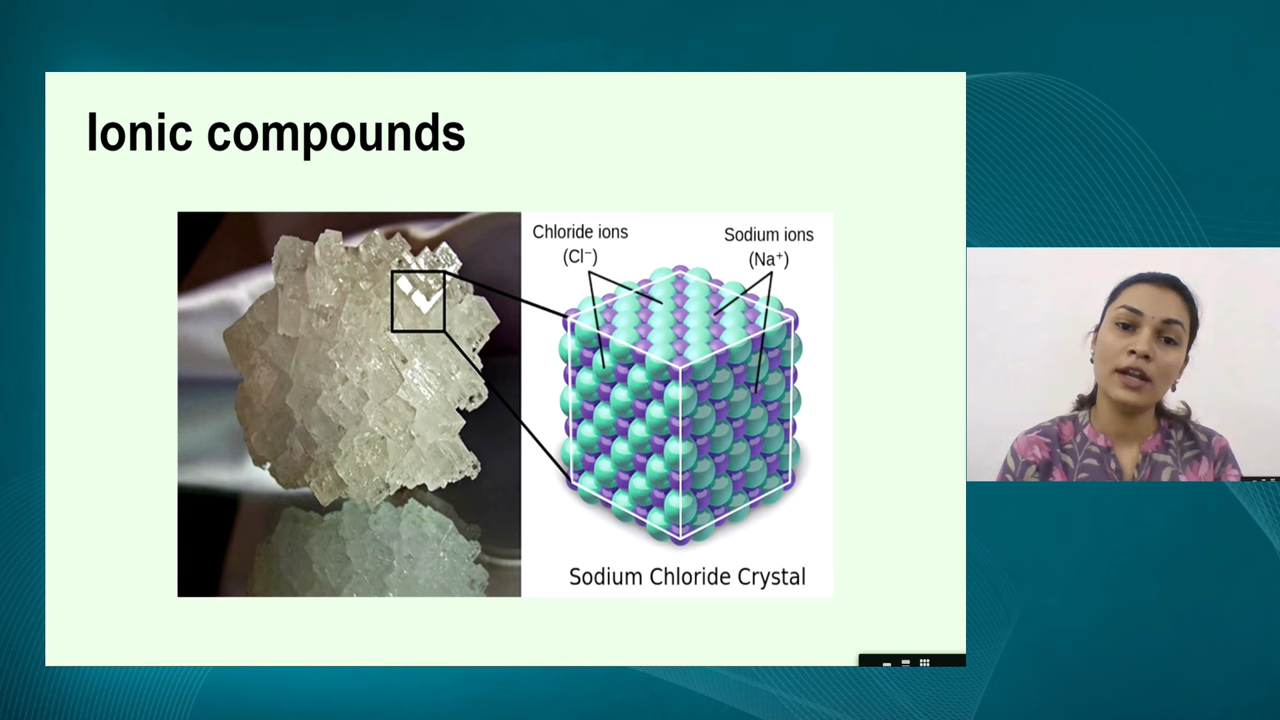 Ionic compounds
Chloride ions
(Cl⁻)
Sodium ions
(Na⁺)
Sodium Chloride Crystal